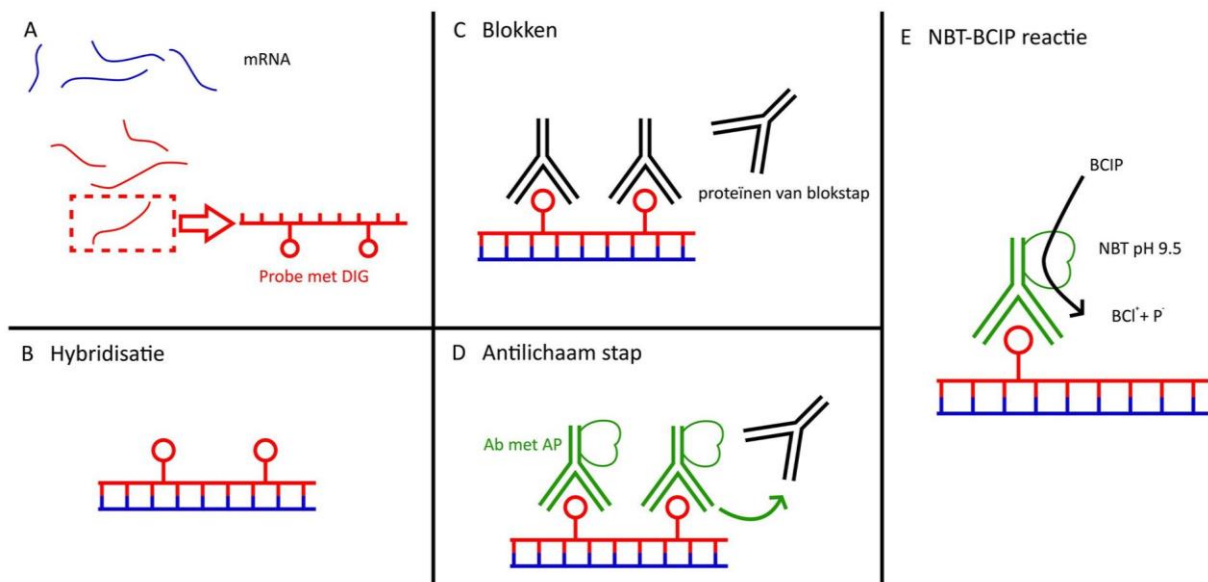 A
mRNA
Probe met DIG
B Hybridisatie
C Blokken
proteïnen van blokstap
D Antilichaam stap
Ab met AP
E NBT-BCIP reactie
BCIP
NBT pH 9.5
BCI⁺+ P⁻